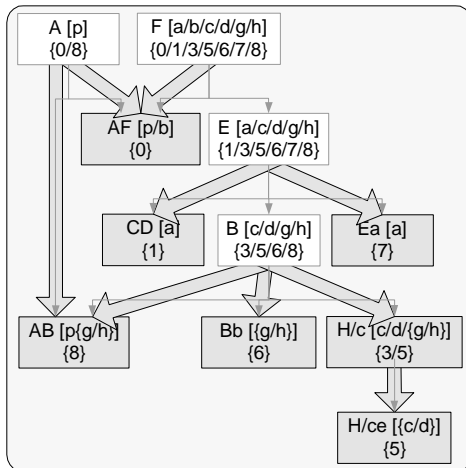 A [p]
{0/8}
F [a/b/c/d/g/h]
{0/1/3/5/6/7/8}
AF [p/b]
{0}
E [a/c/d/g/h]
{1/3/5/6/7/8}
CD [a]
{1}
B [c/d/g/h]
{3/5/6/8}
Ea [a]
{7}
AB [p{g/h}]
{8}
Bb [{g/h}]
{6}
H/c [c/d/{g/h}]
{3/5}
H/ce [{c/d}]
{5}